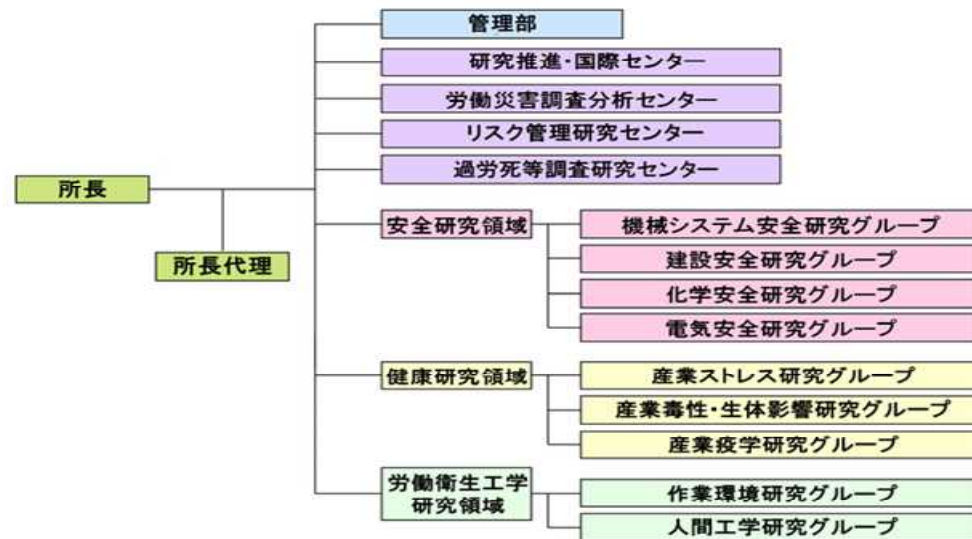 管理部
研究推進・国際センター
労働災害調査分析センター
リスク管理研究センター
過労死等調査研究センター
所長
所長代理
安全研究領域
機械システム安全研究グループ
建設安全研究グループ
化学安全研究グループ
電気安全研究グループ
健康研究領域
産業ストレス研究グループ
産業毒性・生体影響研究グループ
産業疫学研究グループ
労働衛生工学
研究領域
作業環境研究グループ
人間工学研究グループ